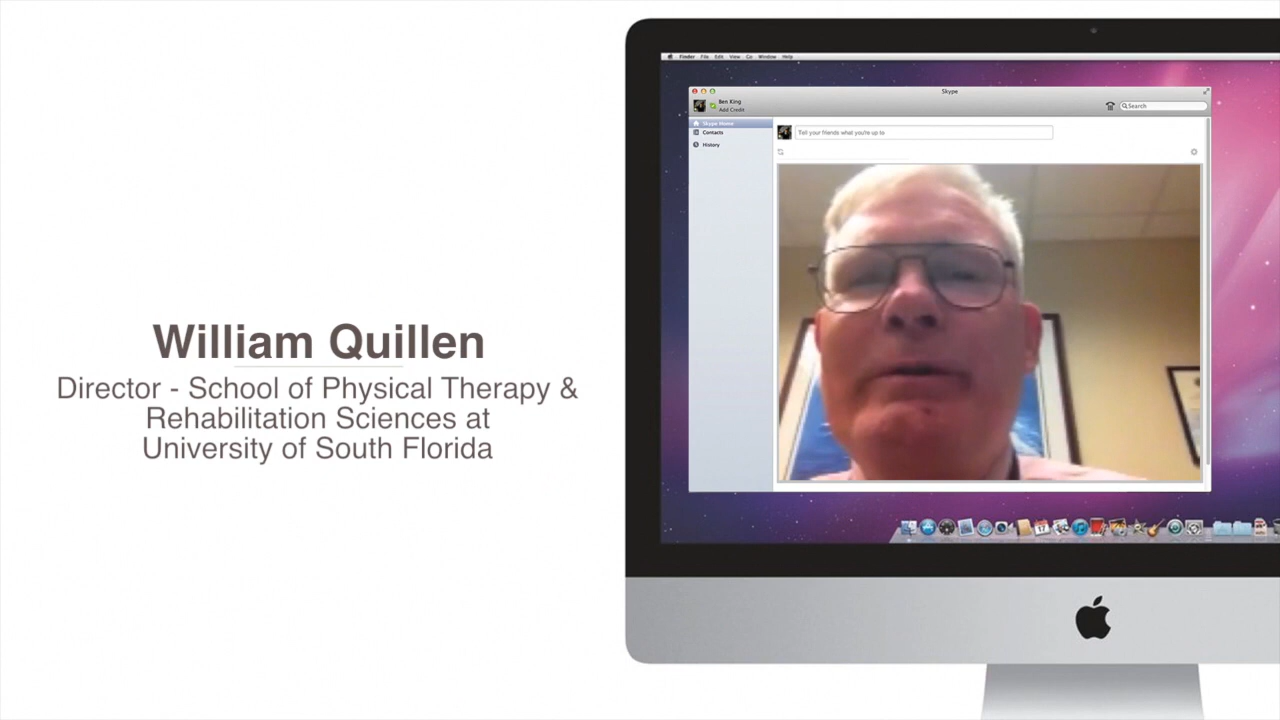 William Quillen
Director - School of Physical Therapy &
Rehabilitation Sciences at
University of South Florida
Finder File Edit View Go Window Help
Skype
Ben King
Add Credit
Search
Skype Home
Contacts
History
Tell your friends what you're up to
17